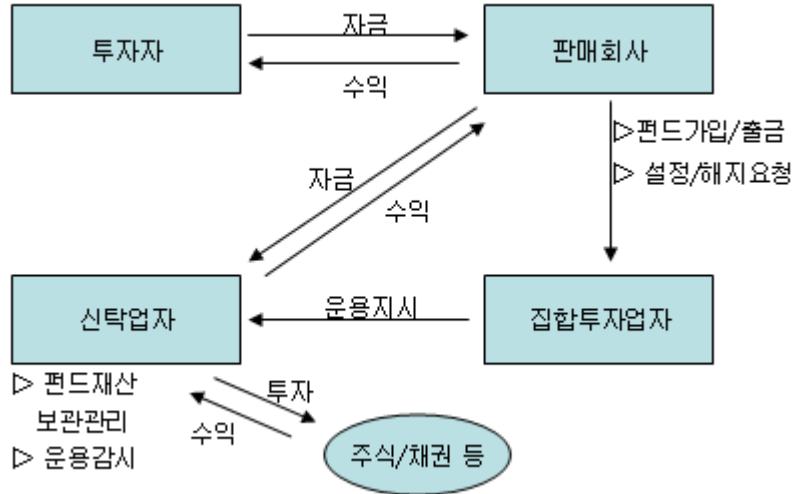 자금
투자자
판매회사
수익
▷펀드가입/출금
▷ 설정/해지요청
자금
수익
신탁업자
운용지시
집합투자업자
▷ 펀드재산
보관관리
▷ 운용감시
투자
수익
주식/채권 등